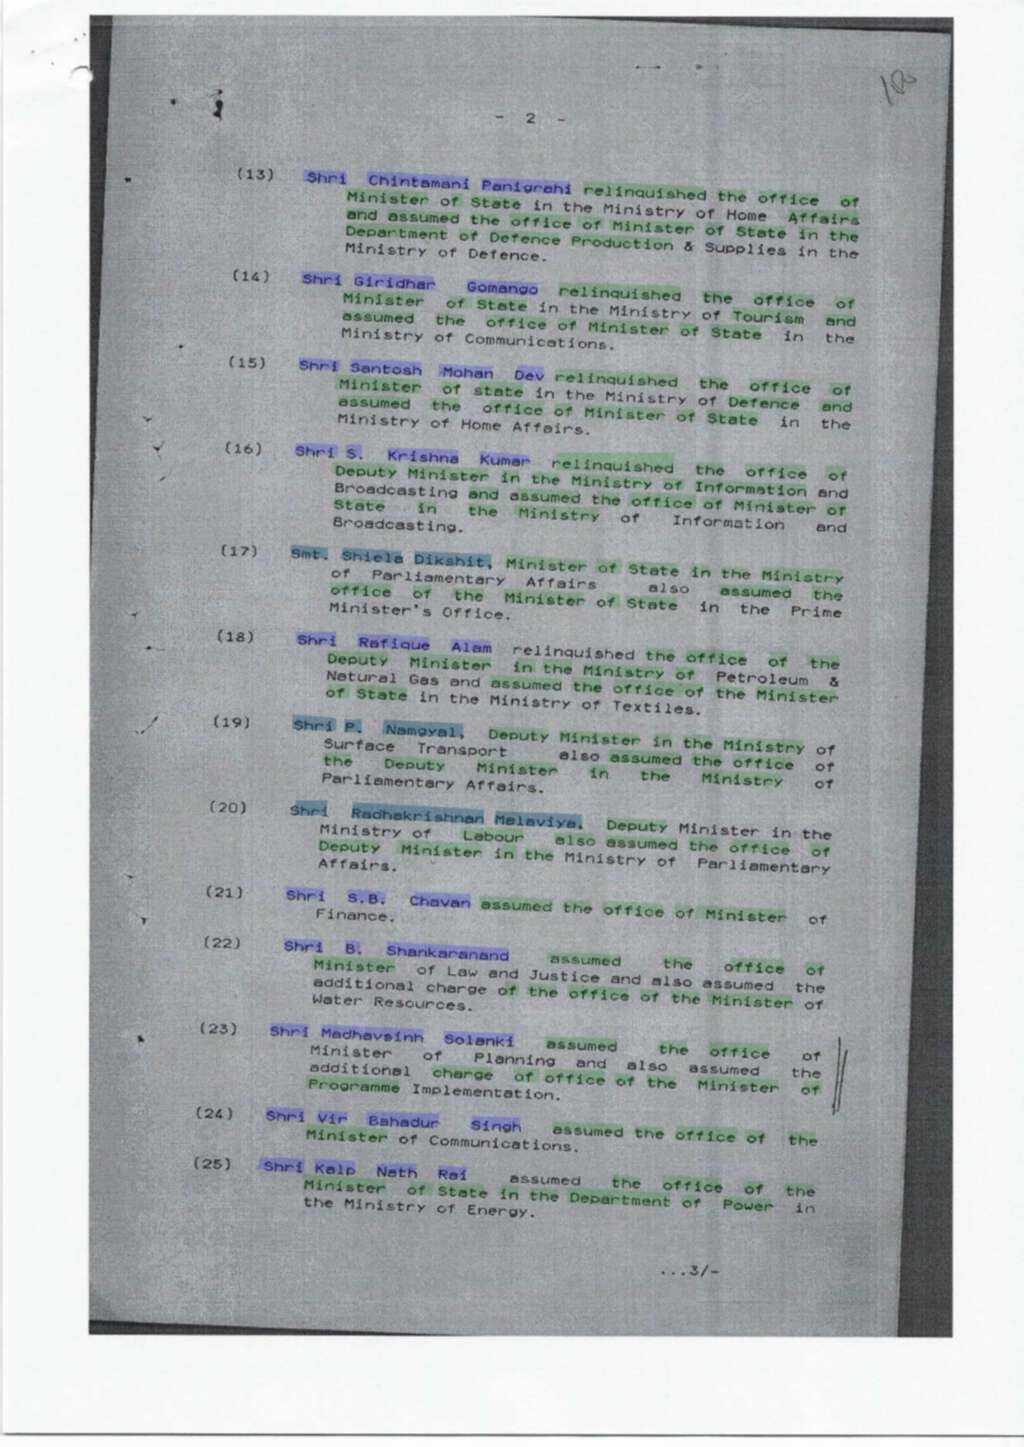 180
- 2 -
(13) Shri Chintamani Panigrahi relinquished the office of
Minister of State in the Ministry of Home Affairs
and assumed the office of Minister of State in the
Department of Defence Production & Supplies in the
Ministry of Defence.
(14) Shri Giridhar Gomango relinquished the office of
Minister of State in the Ministry of Tourism and
assumed the office of Minister of State in the
Ministry of Communications.
(15) Shri Santosh Mohan Dev relinquished the office of
Minister of state in the Ministry of Defence and
assumed the office of Minister of State in the
Ministry of Home Affairs.
(16) Shri S. Krishna Kumar relinquished the office of
Deputy Minister in the Ministry of Information and
Broadcasting and assumed the office of Minister of
State in the Ministry of Information and
Broadcasting.
(17) Smt. Shiela Dikshit, Minister of State in the Ministry
of Parliamentary Affairs also assumed the
office of the Minister of State in the Prime
Minister's Office.
(18) Shri Rafique Alam relinquished the office of the
Deputy Minister in the Ministry of Petroleum &
Natural Gas and assumed the office of the Minister
of State in the Ministry of Textiles.
(19) Shri P. Namgyal, Deputy Minister in the Ministry of
Surface Transport also assumed the office of
the Deputy Minister in the Ministry of
Parliamentary Affairs.
(20) Shri Radhakrishnan Malaviya, Deputy Minister in the
Ministry of Labour also assumed the office of
Deputy Minister in the Ministry of Parliamentary
Affairs.
(21) Shri S.B. Chavan assumed the office of Minister of
Finance.
(22) Shri B. Shankaranand assumed the office of
Minister of Law and Justice and also assumed the
additional charge of the office of the Minister of
Water Resources.
(23) Shri Madhavsinh Solanki assumed the office of
Minister of Planning and also assumed the
additional charge of office of the Minister of
Programme Implementation.
(24) Shri Vir Bahadur Singh assumed the office of the
Minister of Communications.
(25) Shri Kalp Nath Rai assumed the office of the
Minister of State in the Department of Power in
the Ministry of Energy.
...3/-